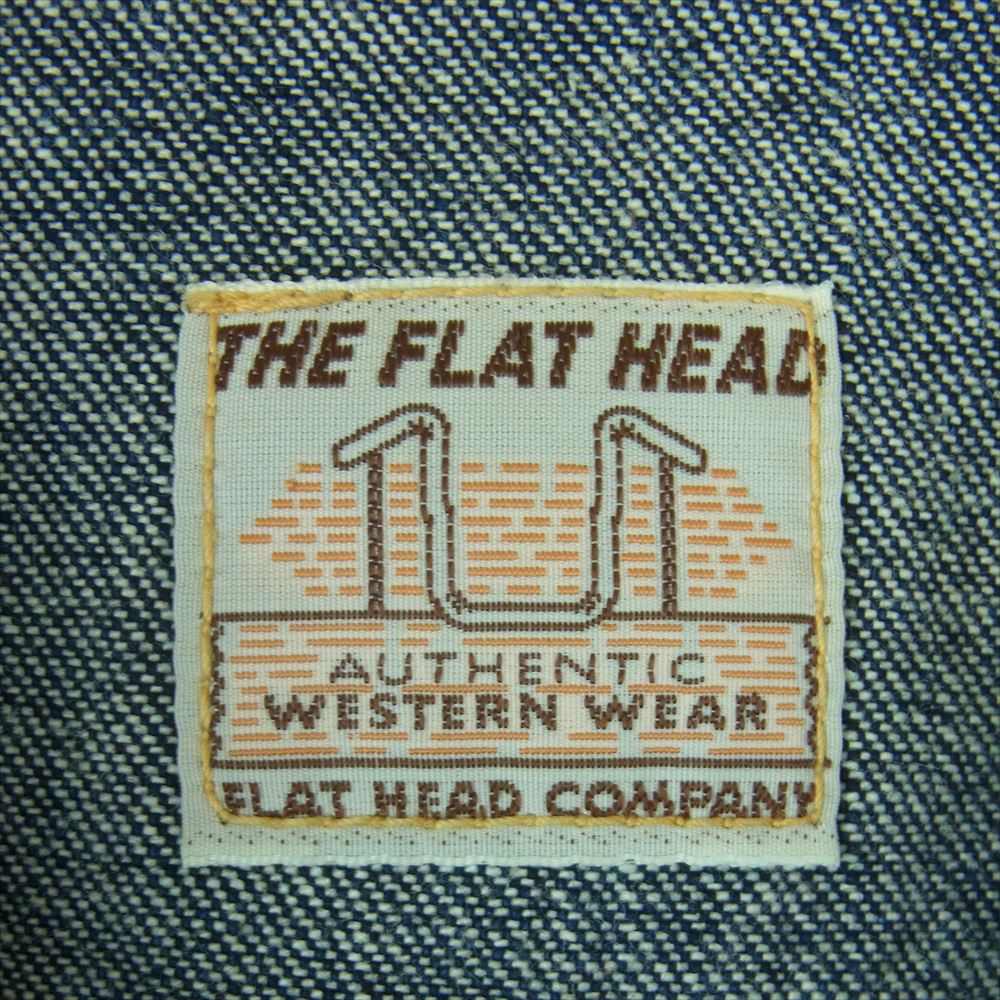 THE FLAT HEAD
AUTHENTIC
WESTERN WEAR
FLAT HEAD COMPANY